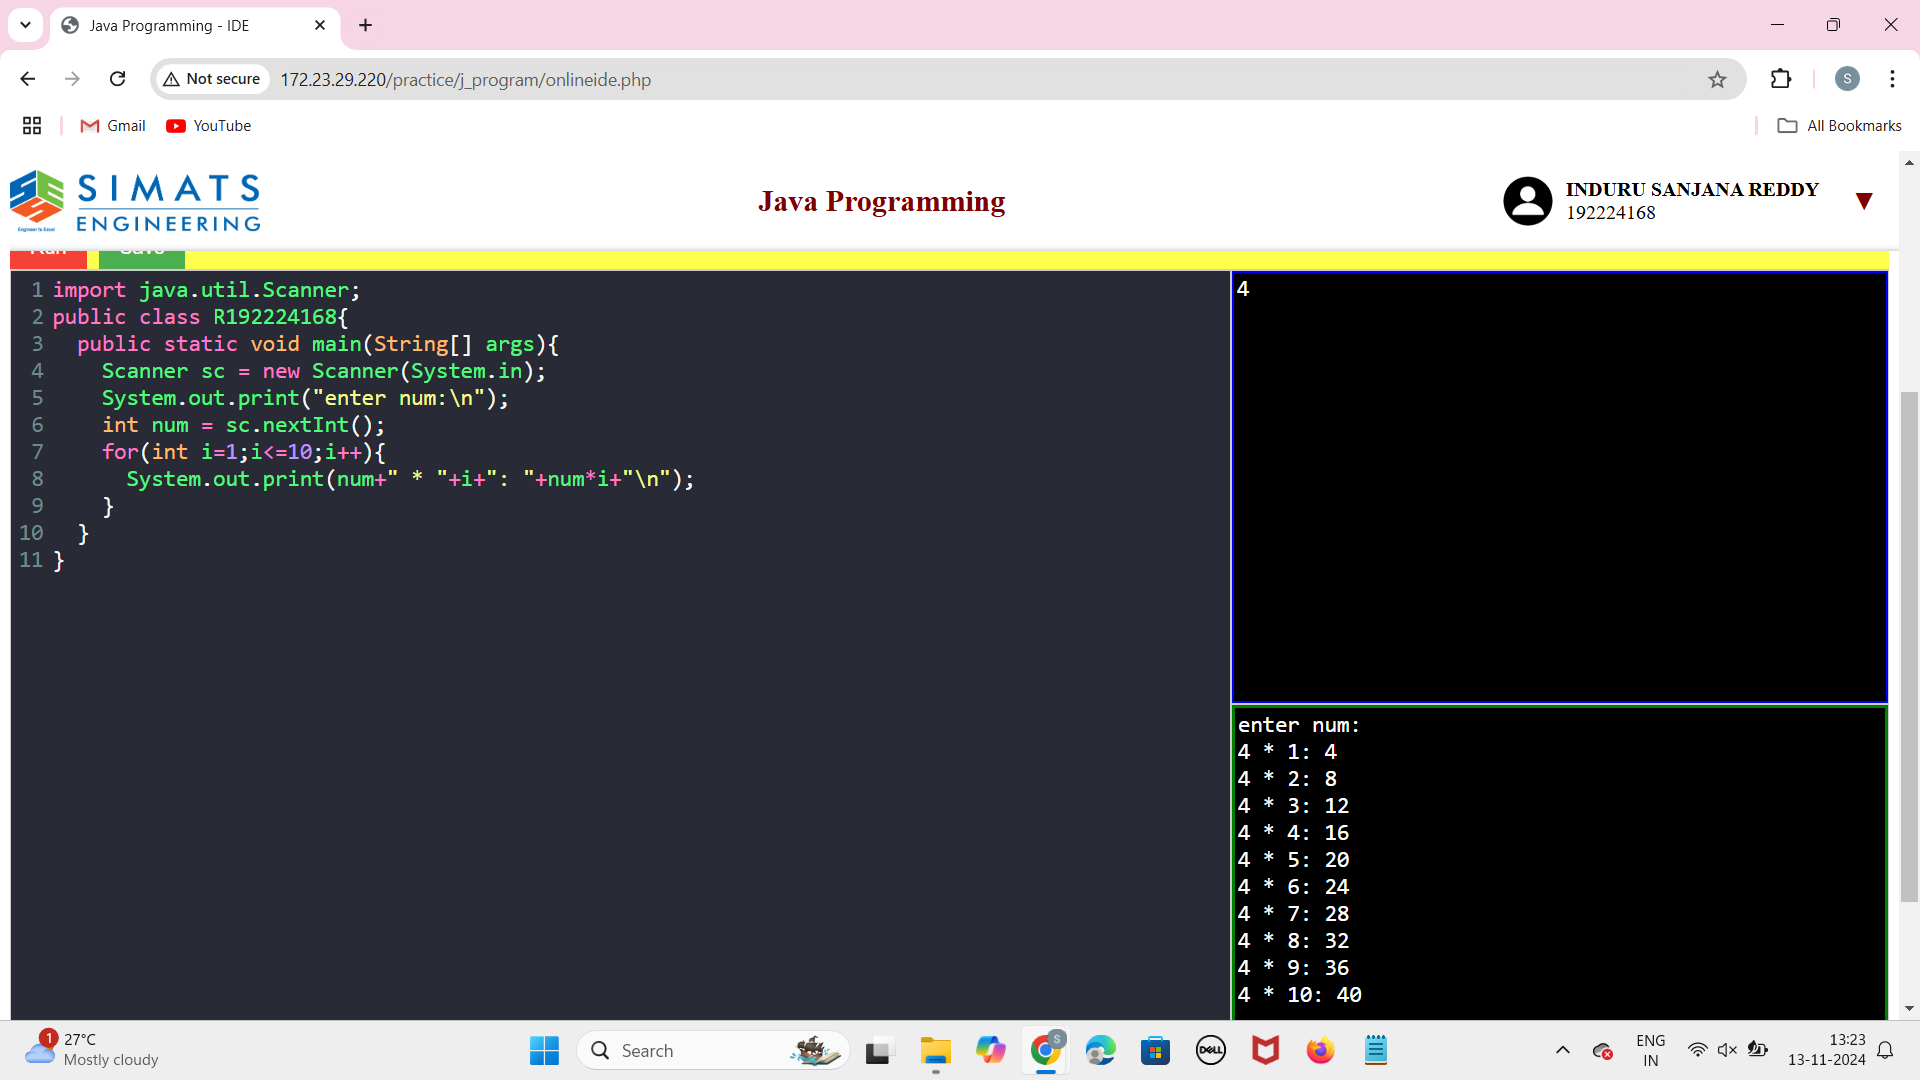 Java Programming - IDE
Not secure
172.23.29.220/practice/j_program/onlineide.php
S
Gmail
YouTube
All Bookmarks
SIMATS
ENGINEERING
Engineer to Excel
Java Programming
INDURU SANJANA REDDY
192224168
Run
Save
1 import java.util.Scanner;
2 public class R192224168{
3   public static void main(String[] args){
4     Scanner sc = new Scanner(System.in);
5     System.out.print("enter num:\n");
6     int num = sc.nextInt();
7     for(int i=1;i<=10;i++){
8       System.out.print(num+" * "+i+": "+num*i+"\n");
9     }
10   }
11 }
4
enter num:
4 * 1: 4
4 * 2: 8
4 * 3: 12
4 * 4: 16
4 * 5: 20
4 * 6: 24
4 * 7: 28
4 * 8: 32
4 * 9: 36
4 * 10: 40
1
27°C
Mostly cloudy
Search
S
DELL
ENG
IN
13:23
13-11-2024